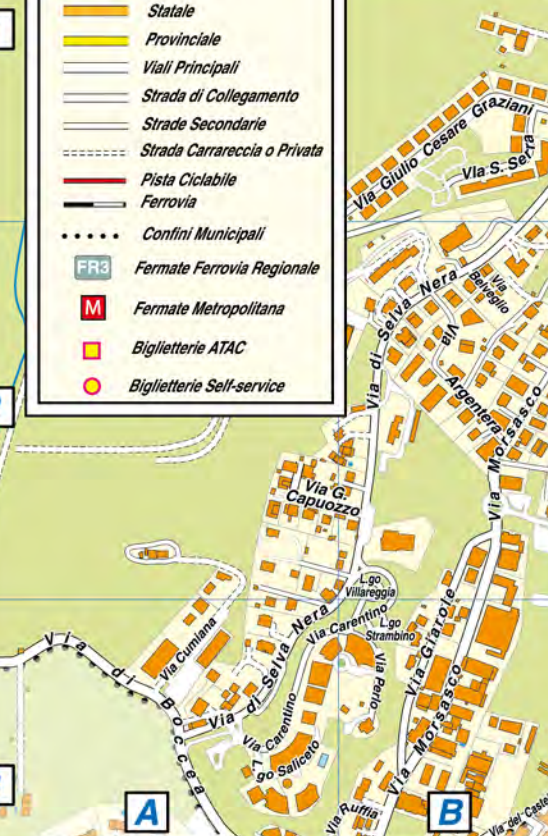 Statale
Provinciale
Viali Principali
Strada di Collegamento
Strade Secondarie
Strada Carrareccia o Privata
Pista Ciclabile
Ferrovia
Confini Municipali
FR3 Fermate Ferrovia Regionale
M Fermate Metropolitana
Biglietterie ATAC
Biglietterie Self-service
Via Giulio Cesare Graziani
Via S. Serra
Via di Selva Nera
Via Belveglio
Via Argentera
Via Morsasco
Via G.
Capuozzo
L.go
Villareggia
Via Carentino
L.go
Strambino
Via Cumiana
Via di Selva Nera
Via Perlo
Via Giarole
Via di Boccea
Via Carentino
L.go Saliceto
Via Morsasco
Via Ruffia
A
B